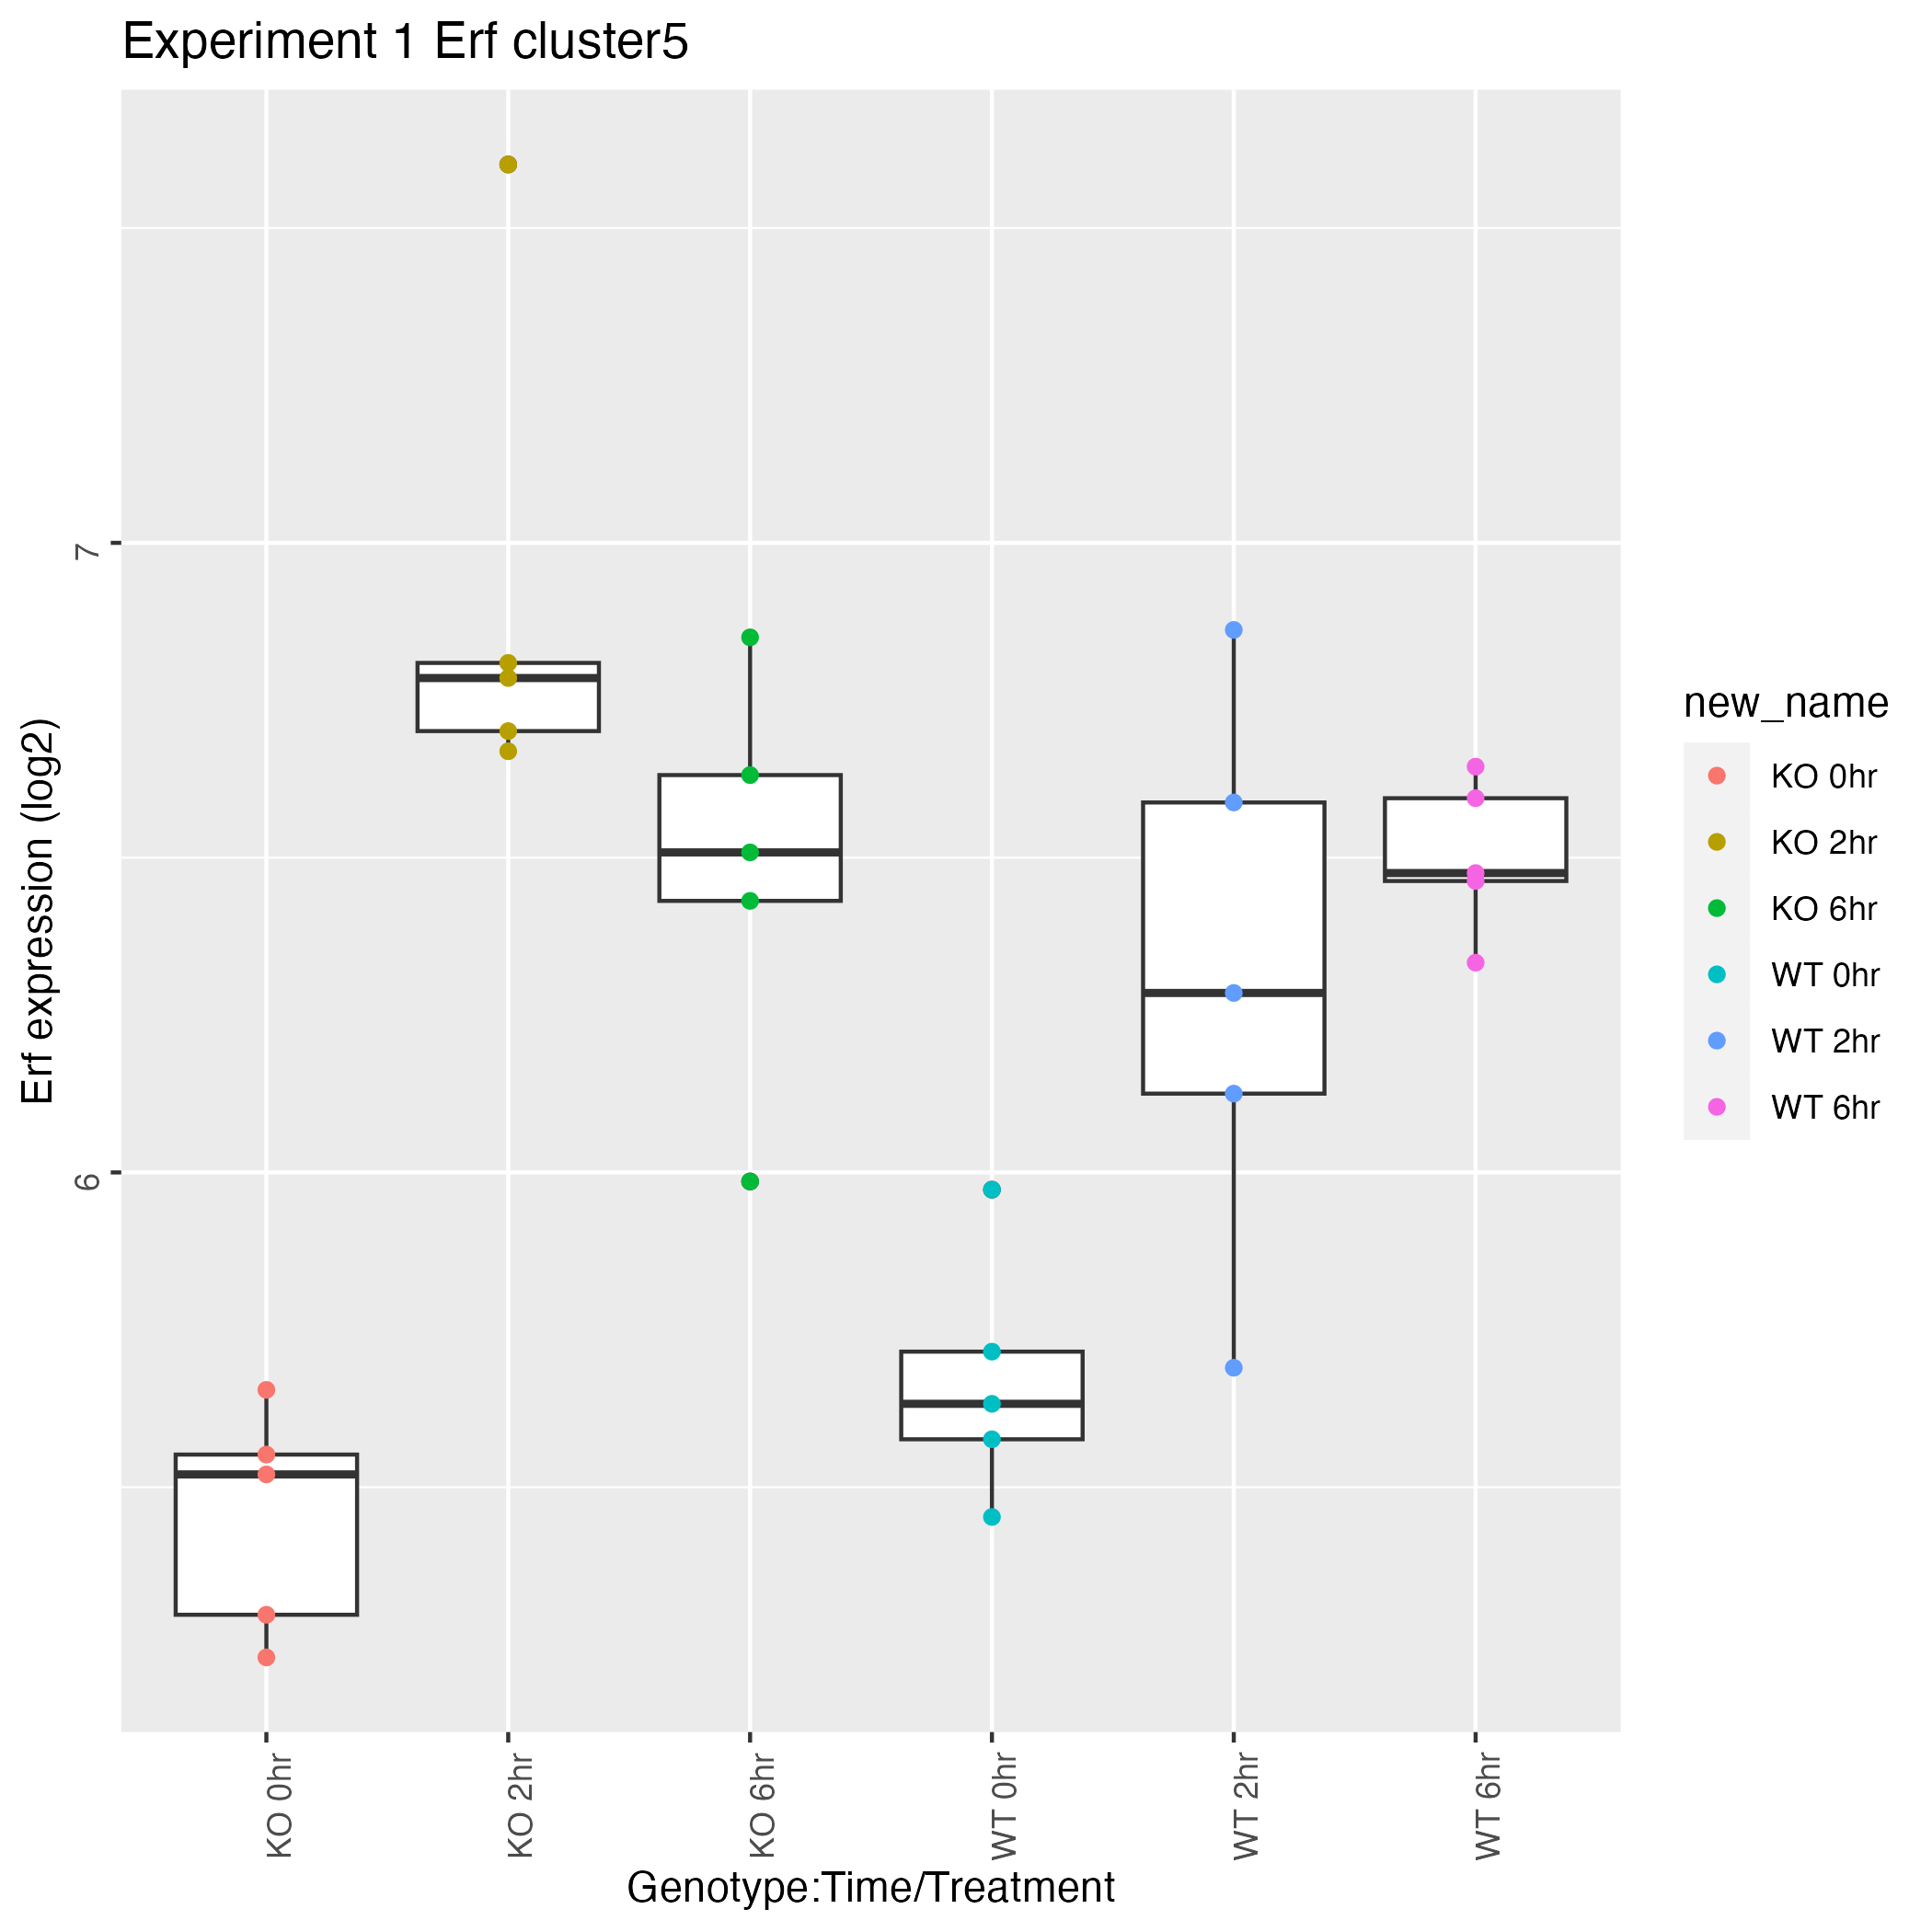 Experiment 1 Erf cluster5
Erf expression (log2)
7
6
KO 0hr
KO 2hr
KO 6hr
WT 0hr
WT 2hr
WT 6hr
Genotype:Time/Treatment
new_name
KO 0hr
KO 2hr
KO 6hr
WT 0hr
WT 2hr
WT 6hr